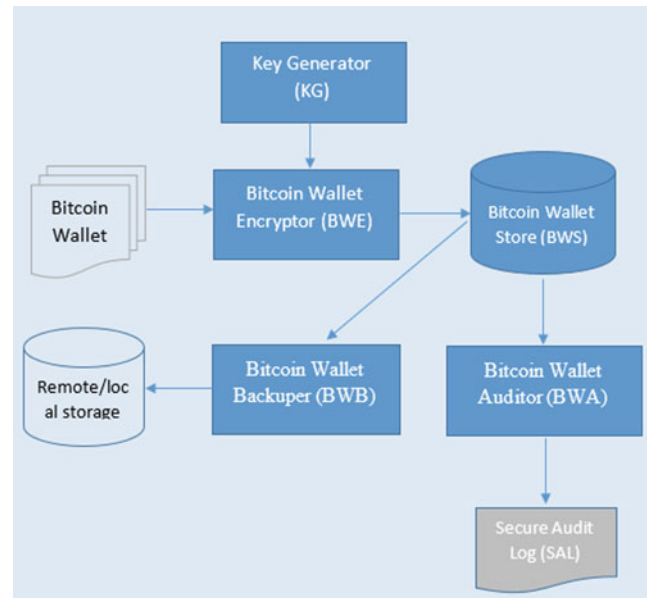 Key Generator
(KG)
Bitcoin
Wallet
Bitcoin Wallet
Encryptor (BWE)
Bitcoin Wallet
Store (BWS)
Remote/loc
al storage
Bitcoin Wallet
Backuper (BWB)
Bitcoin Wallet
Auditor (BWA)
Secure Audit
Log (SAL)